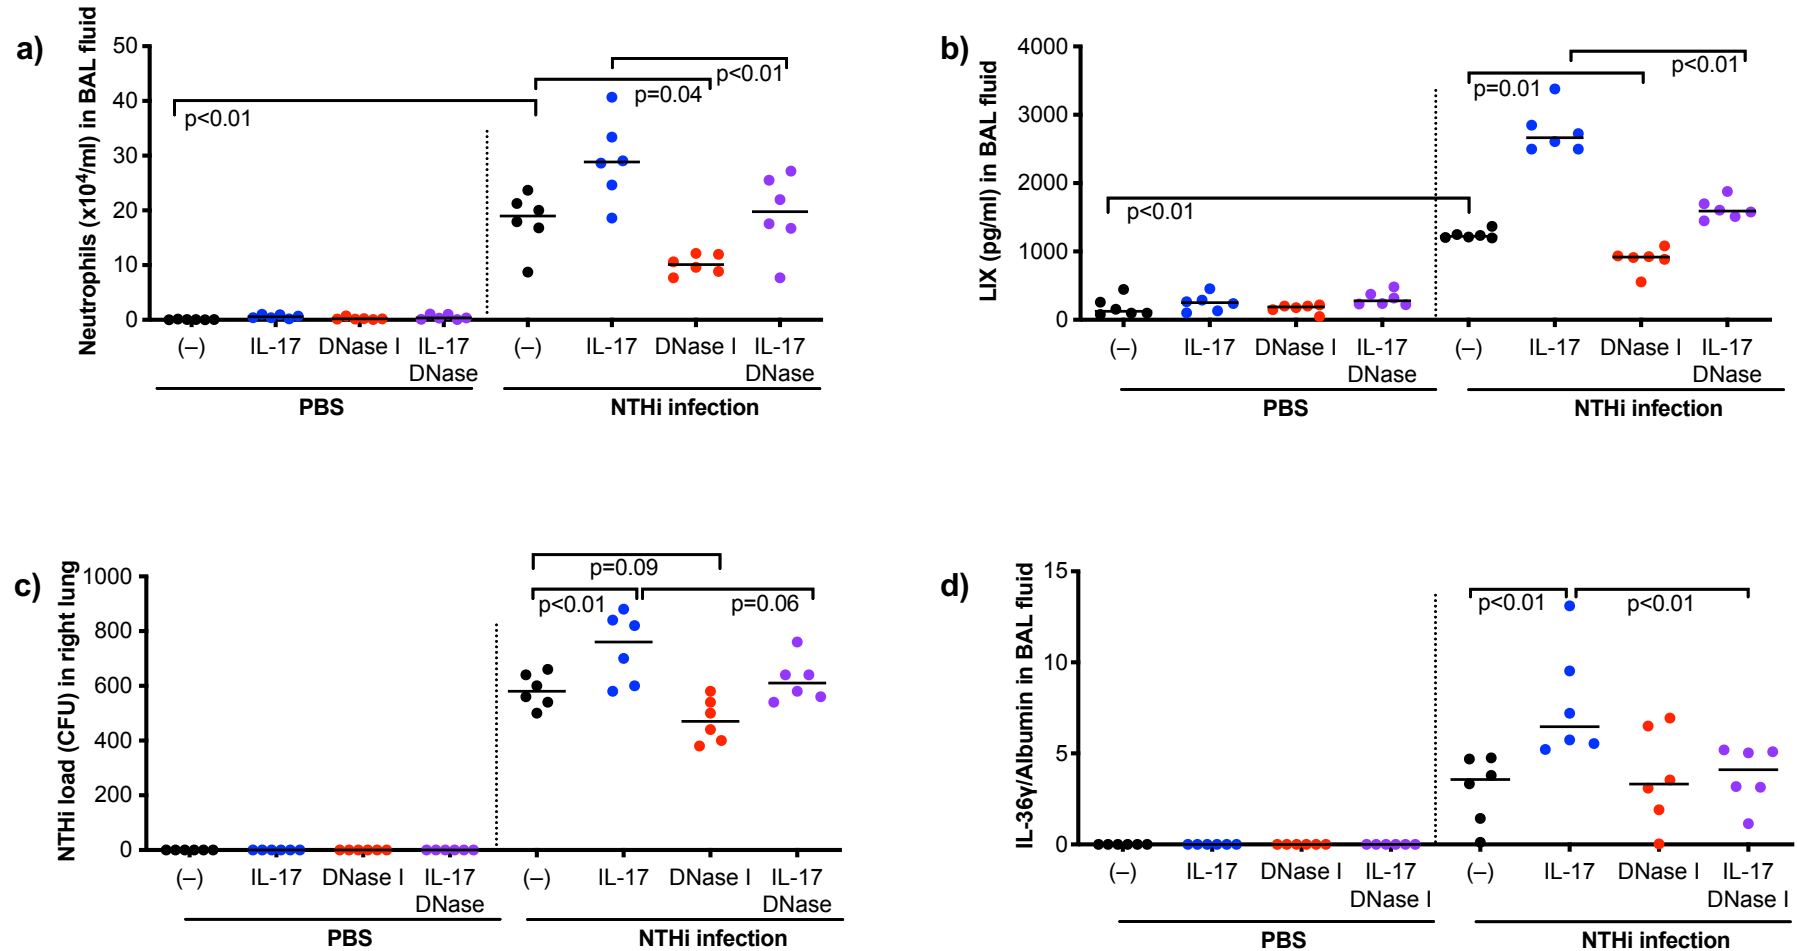 a)
Neutrophils (x10⁴/ml) in BAL fluid
50
40
30
20
10
0
p<0.01
p=0.04
p<0.01
(–) IL-17 DNase I IL-17 (–) IL-17 DNase I IL-17
DNase DNase
PBS NTHi infection
b)
LIX (pg/ml) in BAL fluid
4000
3000
2000
1000
0
p<0.01
p=0.01
p<0.01
(–) IL-17 DNase I IL-17 (–) IL-17 DNase I IL-17
DNase DNase
PBS NTHi infection
c)
NTHi load (CFU) in right lung
1000
800
600
400
200
0
p=0.09
p<0.01 p=0.06
(–) IL-17 DNase I IL-17 (–) IL-17 DNase I IL-17
DNase DNase
PBS NTHi infection
d)
IL-36γ/Albumin in BAL fluid
15
10
5
0
p<0.01 p<0.01
(–) IL-17 DNase I IL-17 (–) IL-17 DNase I IL-17
DNase I DNase I
PBS NTHi infection